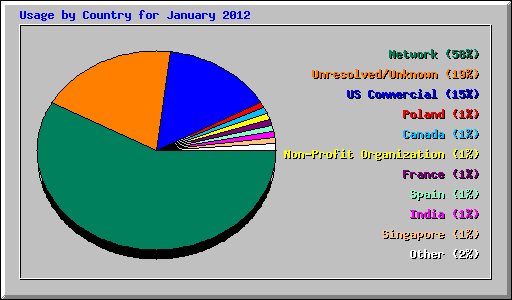 Usage by Country for January 2012
Network (58%)
Unresolved/Unknown (19%)
US Commercial (15%)
Poland (1%)
Canada (1%)
Non-Profit Organization (1%)
France (1%)
Spain (1%)
India (1%)
Singapore (1%)
Other (2%)